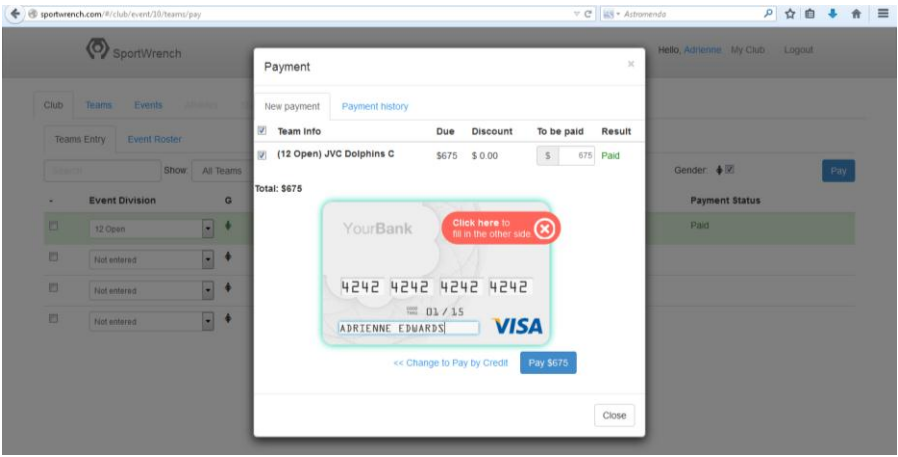 sportwrench.com/#/club/event/10/teams/pay
Astromenda
SportWrench
Hello, Adrienne My Club Logout
Payment ×
Club Teams Events
New payment Payment history
Teams Entry Event Roster
Team Info Due Discount To be paid Result
(12 Open) JVC Dolphins C $675 $ 0.00 $ 675 Paid
Search Show: All Teams Gender: Pay
Total: $675
- Event Division G Payment Status
12 Open Paid
Not entered
Not entered
Not entered
YourBank
Click here to
fill in the other side
4242 4242 4242 4242
01 / 15
ADRIENNE EDWARDS
VISA
<< Change to Pay by Credit Pay $675
Close